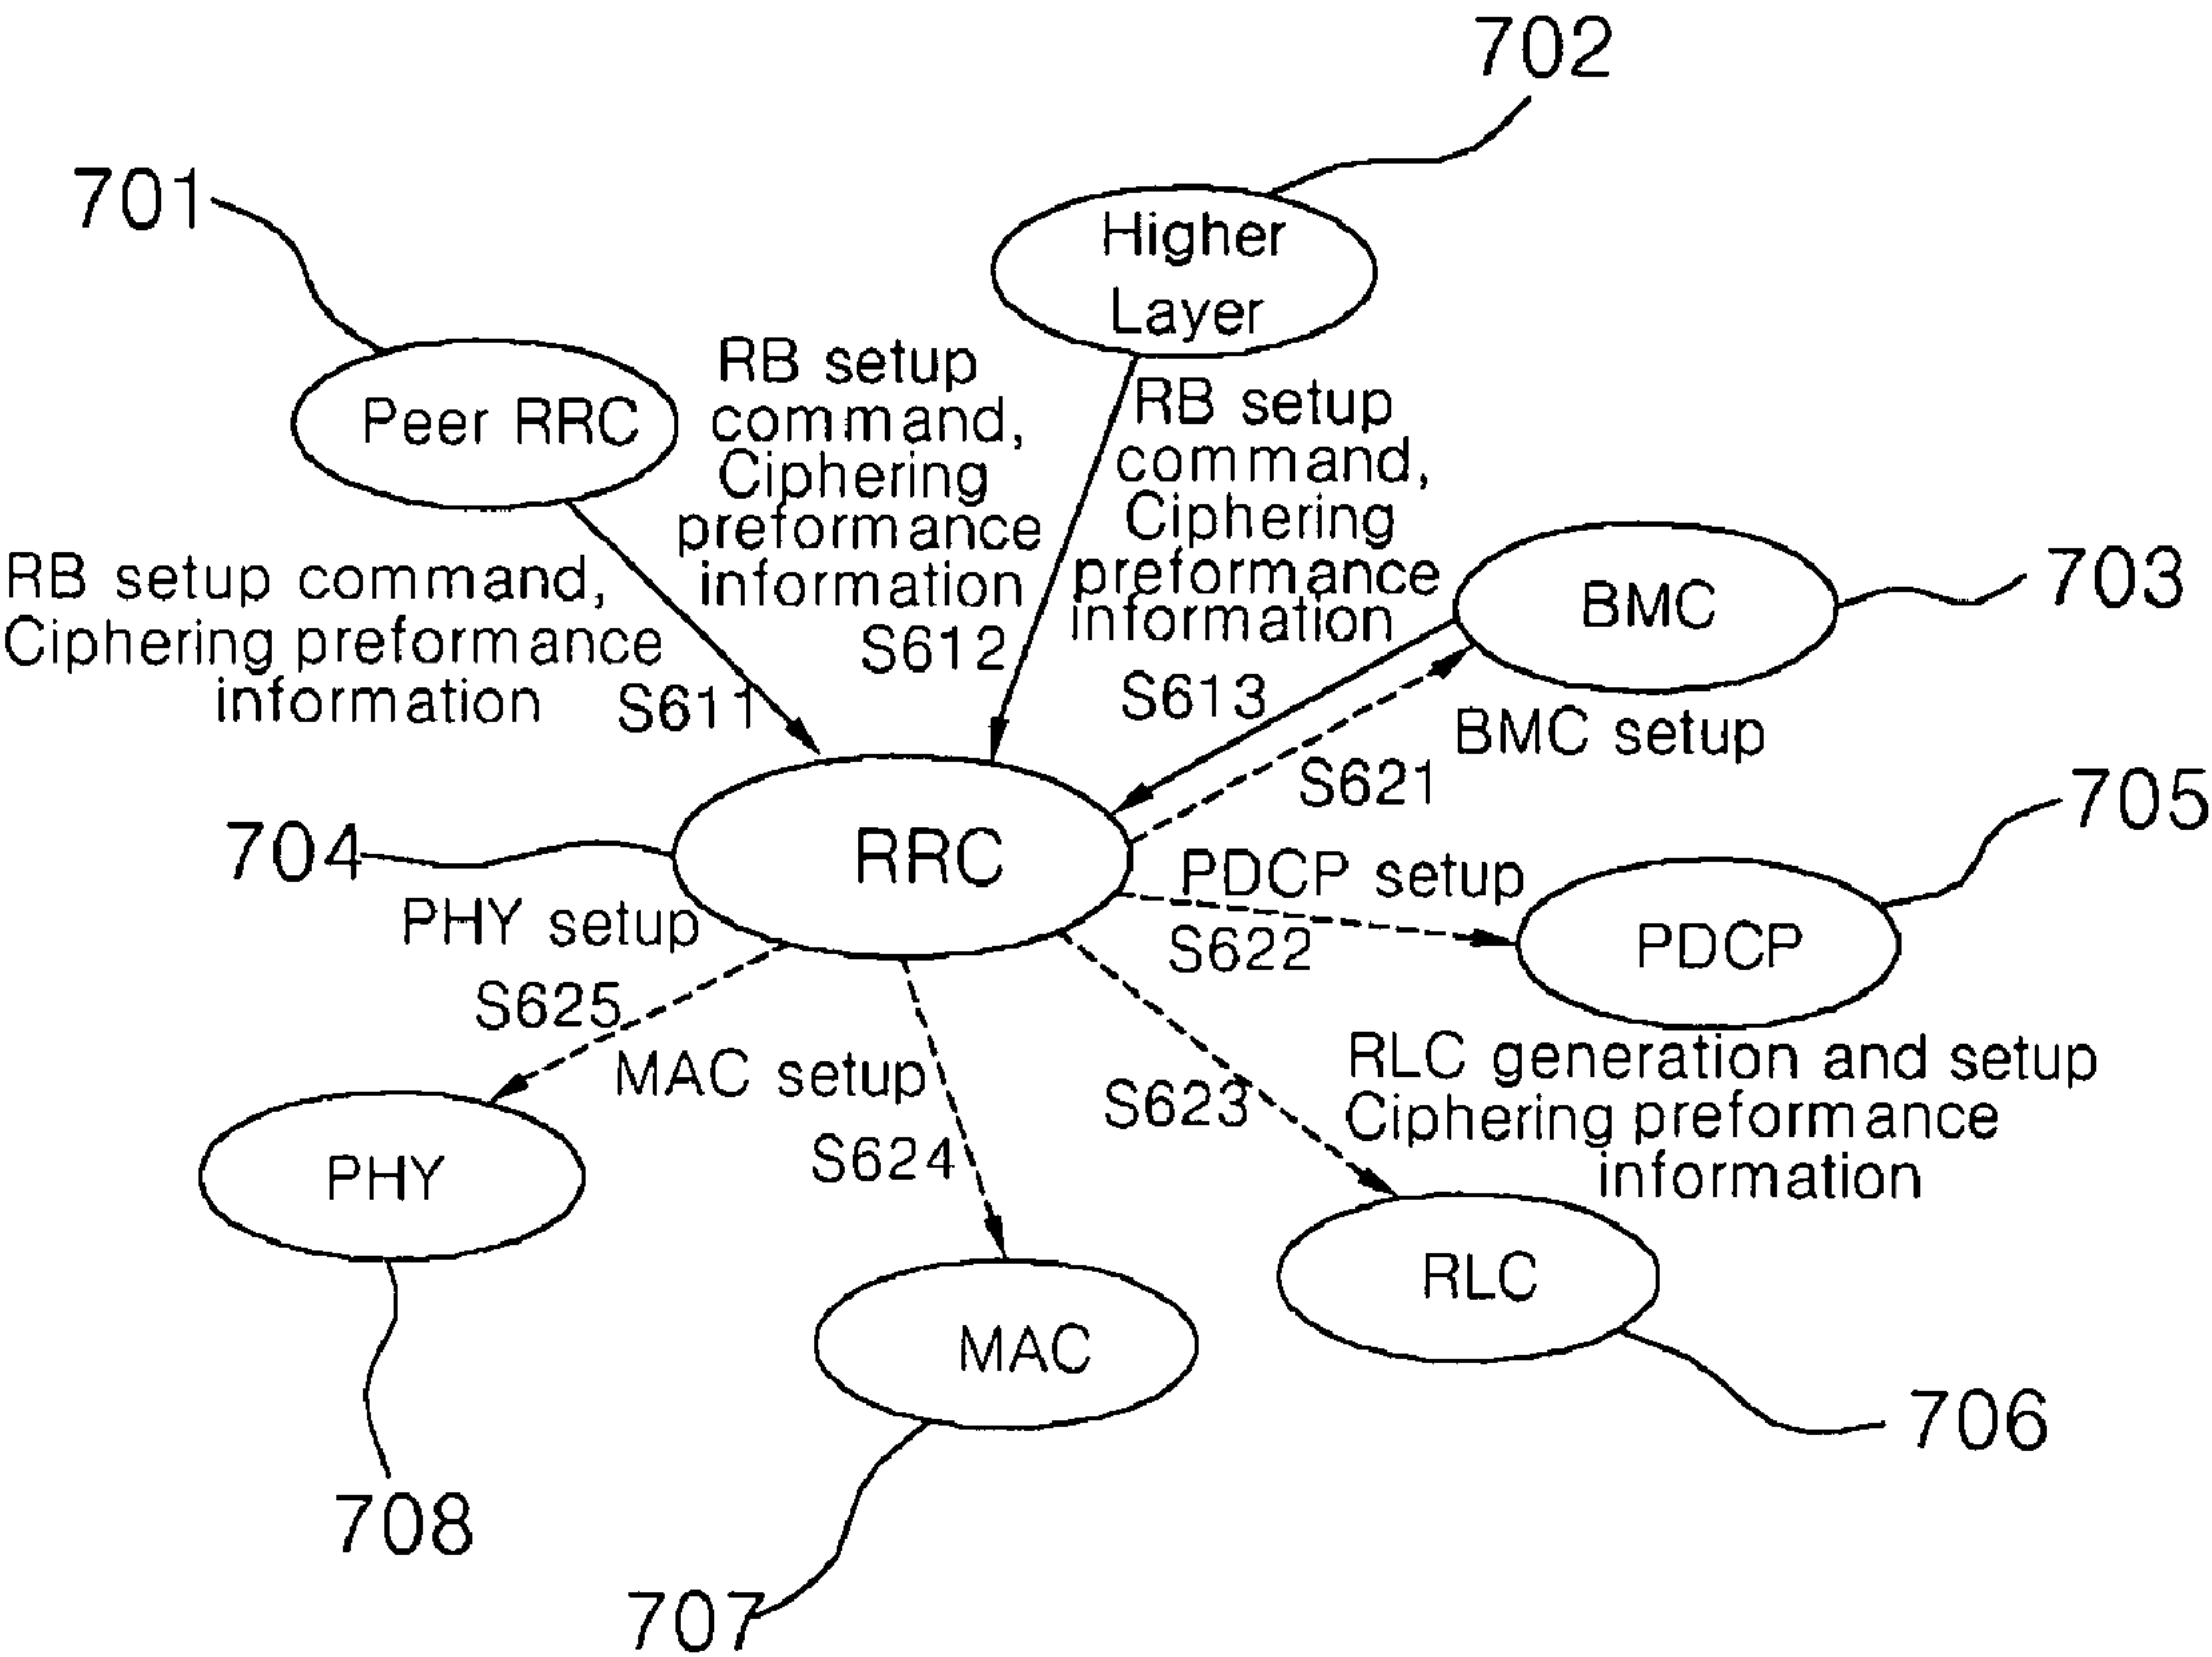 702
701
Higher
Layer
Peer RRC
RB setup
command,
Ciphering
preformance
information
S612
RB setup
command,
Ciphering
preformance
information
S613
RB setup command,
Ciphering preformance
information
S611
BMC
703
BMC setup
S621
705
704
RRC
PDCP setup
S622
PDCP
PHY setup
S625
MAC setup
S624
S623
RLC generation and setup
Ciphering preformance
information
PHY
RLC
MAC
706
708
707